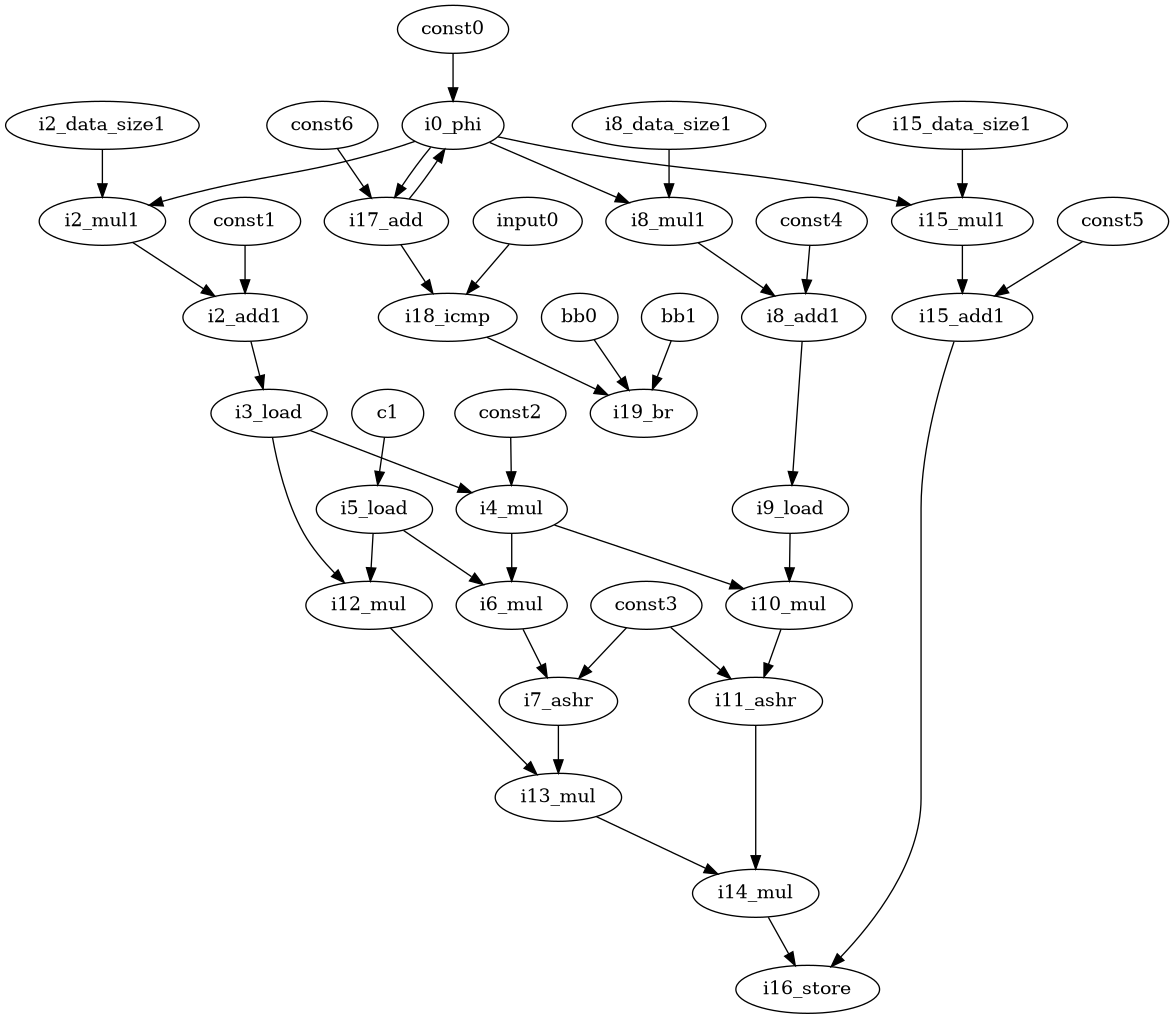 const0
i2_data_size1
const6
i0_phi
i8_data_size1
i15_data_size1
i2_mul1
const1
i17_add
input0
i8_mul1
const4
i15_mul1
const5
i2_add1
i18_icmp
bb0
bb1
i8_add1
i15_add1
i3_load
c1
const2
i19_br
i5_load
i4_mul
i9_load
i12_mul
i6_mul
const3
i10_mul
i7_ashr
i11_ashr
i13_mul
i14_mul
i16_store